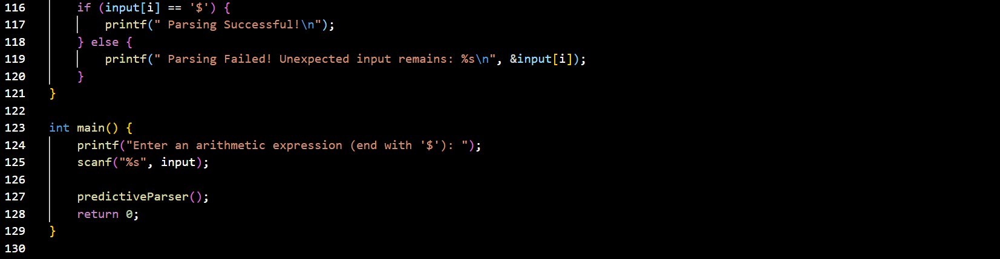 116 if (input[i] == '$') {
117 printf(" Parsing Successful!\n");
118 } else {
119 printf(" Parsing Failed! Unexpected input remains: %s\n", &input[i]);
120 }
121 }
122
123 int main() {
124 printf("Enter an arithmetic expression (end with '$'): ");
125 scanf("%s", input);
126
127 predictiveParser();
128 return 0;
129 }
130